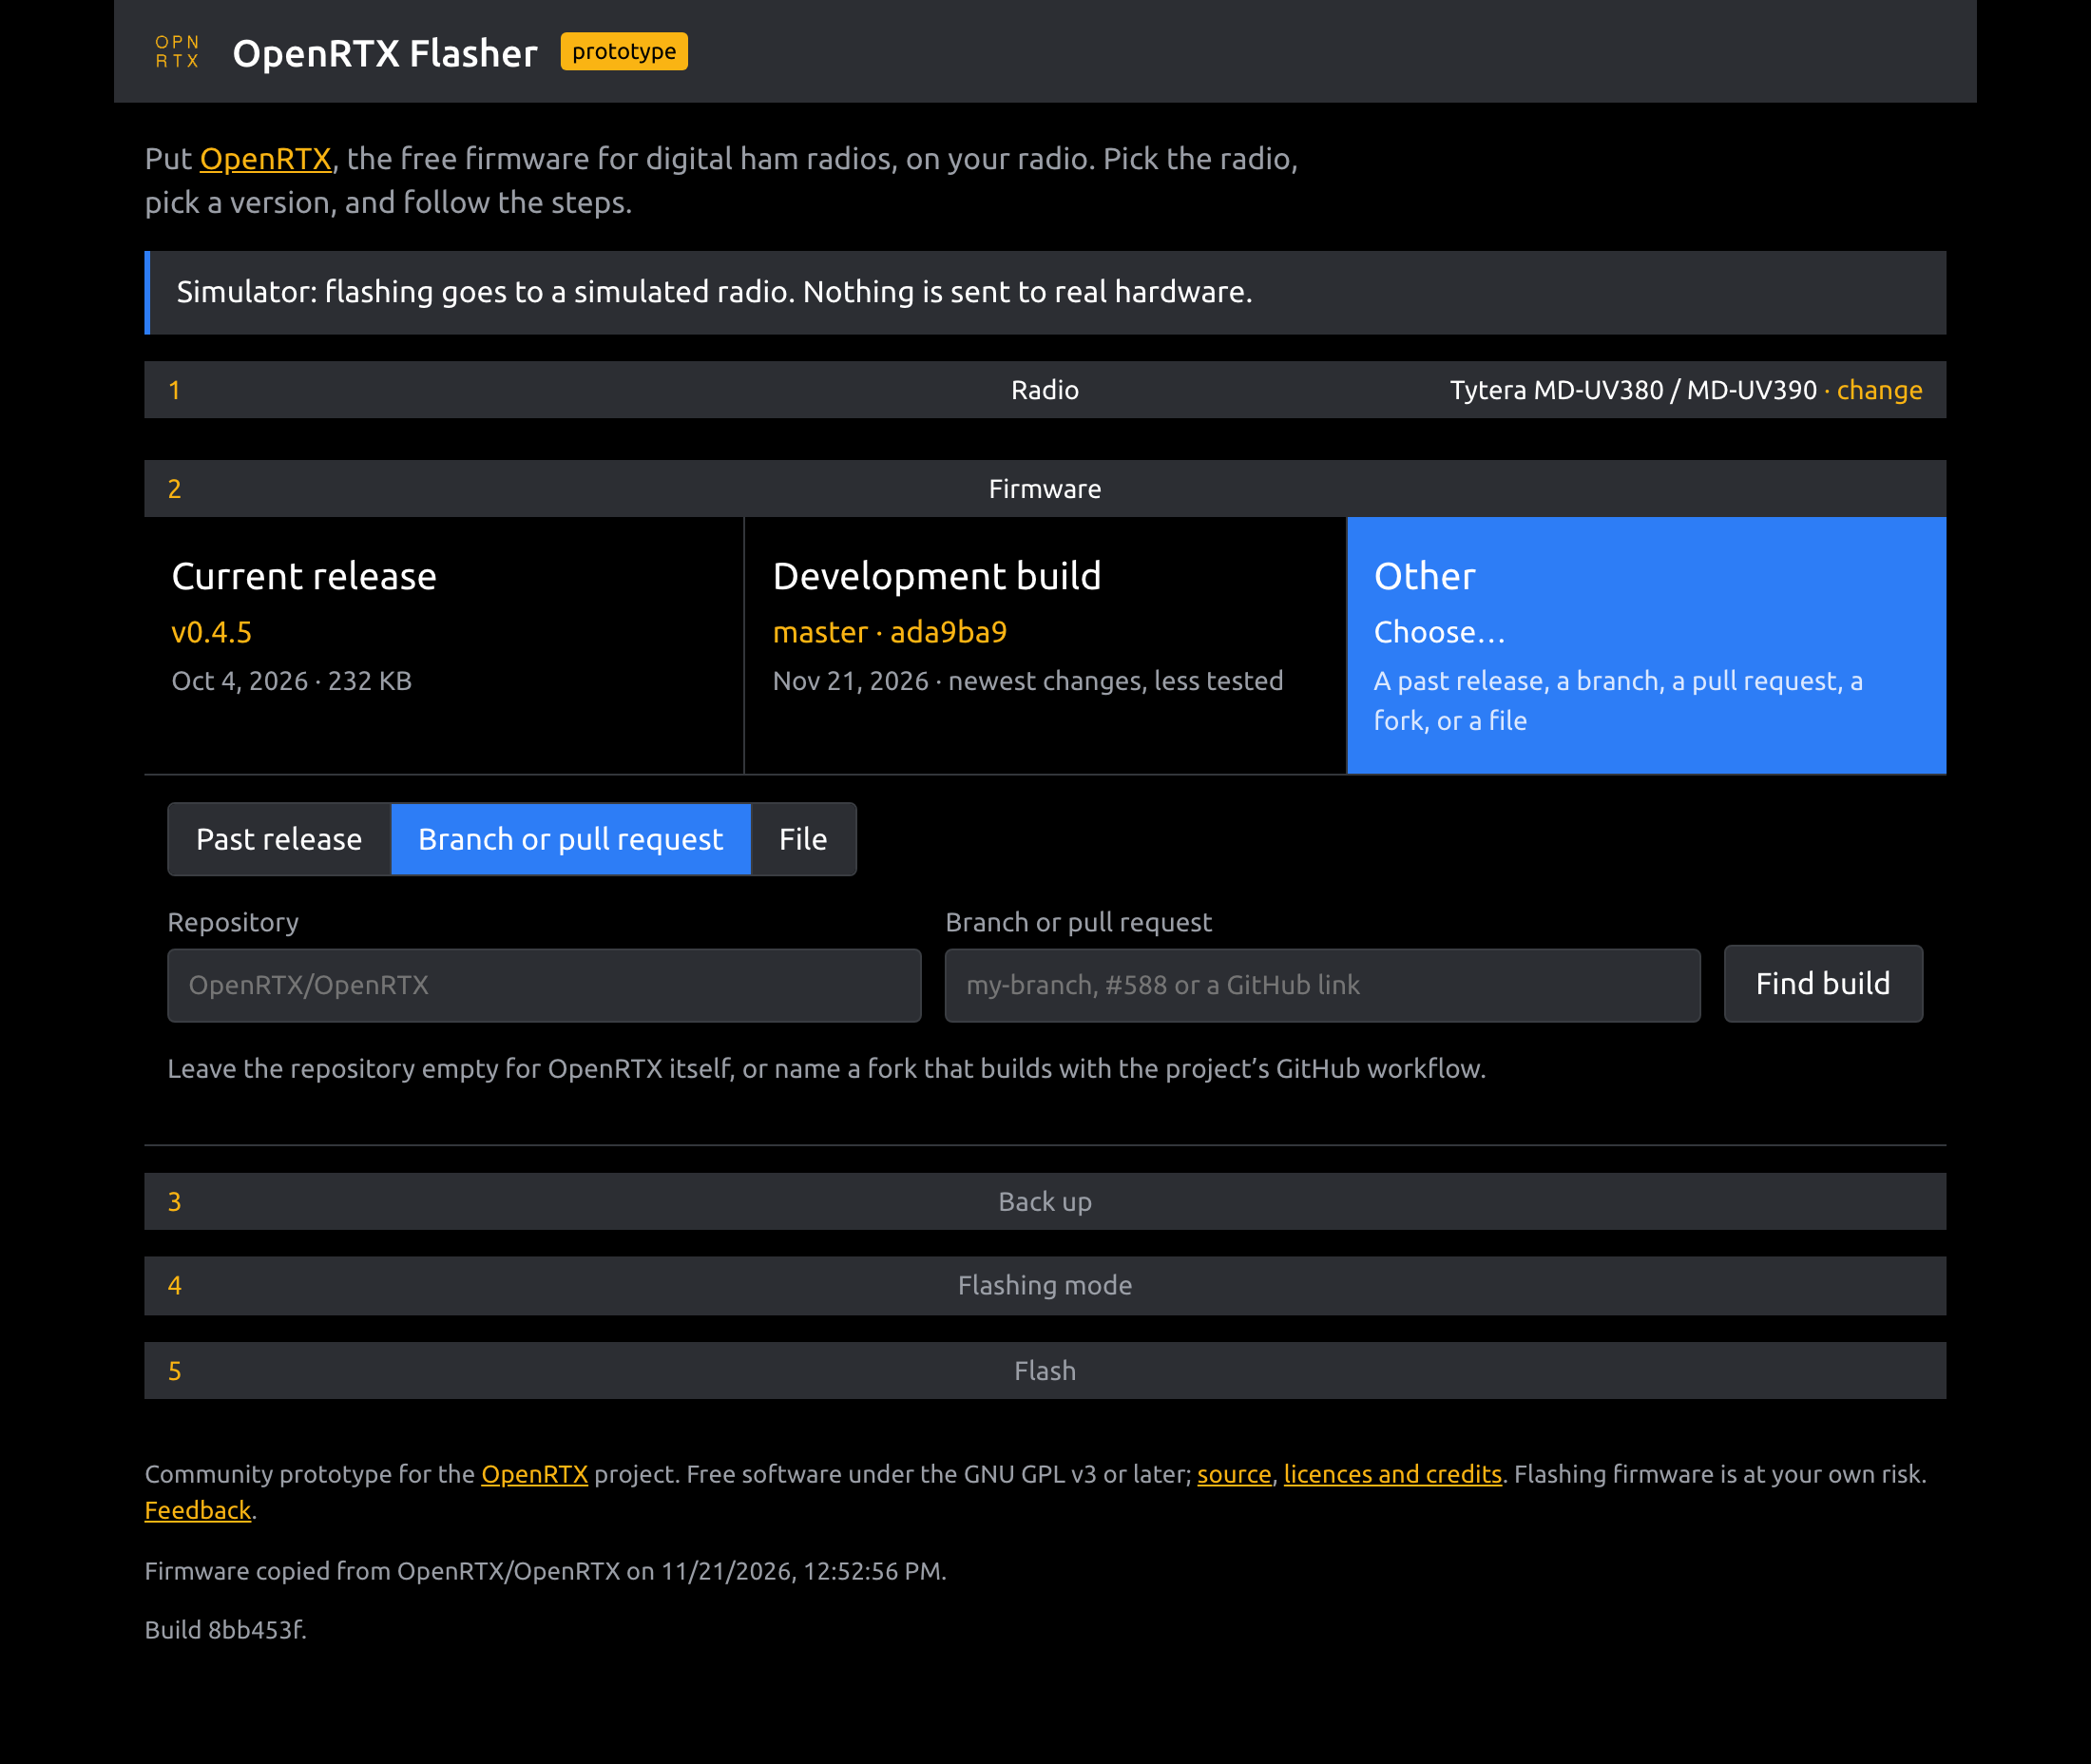 OPN
RTX
OpenRTX Flasher
prototype
Put OpenRTX, the free firmware for digital ham radios, on your radio. Pick the radio,
pick a version, and follow the steps.
Simulator: flashing goes to a simulated radio. Nothing is sent to real hardware.
1 Radio Tytera MD-UV380 / MD-UV390 · change
2 Firmware
Current release
v0.4.5
Oct 4, 2026 · 232 KB
Development build
master · ada9ba9
Nov 21, 2026 · newest changes, less tested
Other
Choose…
A past release, a branch, a pull request, a
fork, or a file
Past release Branch or pull request File
Repository
OpenRTX/OpenRTX
Branch or pull request
my-branch, #588 or a GitHub link
Find build
Leave the repository empty for OpenRTX itself, or name a fork that builds with the project’s GitHub workflow.
3 Back up
4 Flashing mode
5 Flash
Community prototype for the OpenRTX project. Free software under the GNU GPL v3 or later; source, licences and credits. Flashing firmware is at your own risk.
Feedback.
Firmware copied from OpenRTX/OpenRTX on 11/21/2026, 12:52:56 PM.
Build 8bb453f.